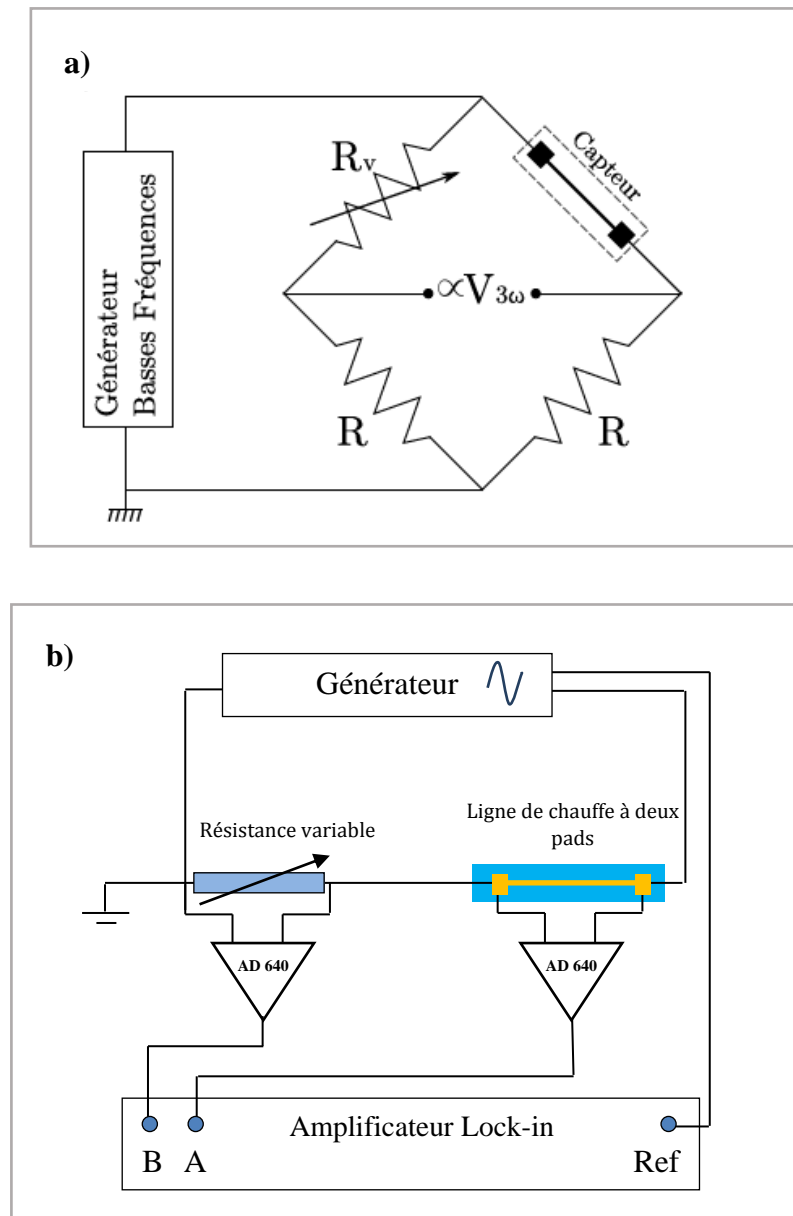 a)
Générateur
Basses Fréquences
Rv
Capteur
∝V3ω
R
R
b)
Générateur
Résistance variable
Ligne de chauffe à deux
pads
AD 640
AD 640
Amplificateur Lock-in
B
A
Ref